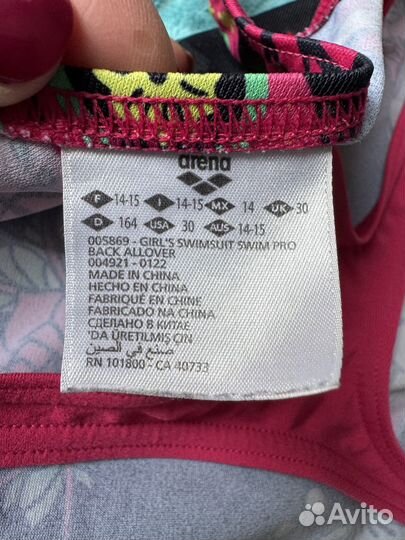 arena
F 14-15 I 14-15 MX 14 UK 30
D 164 USA 30 AUS 14-15
005869 - GIRL'S SWIMSUIT SWIM PRO
BACK ALLOVER
004921 - 0122
MADE IN CHINA
HECHO EN CHINA
FABRIQUÉ EN CHINE
FABRICADO NA CHINA
СДЕЛАНО В КИТАЕ
'DA ÜRETILMIŞ ÇIN
صنع في الصين
RN 101800 - CA 40733
Avito